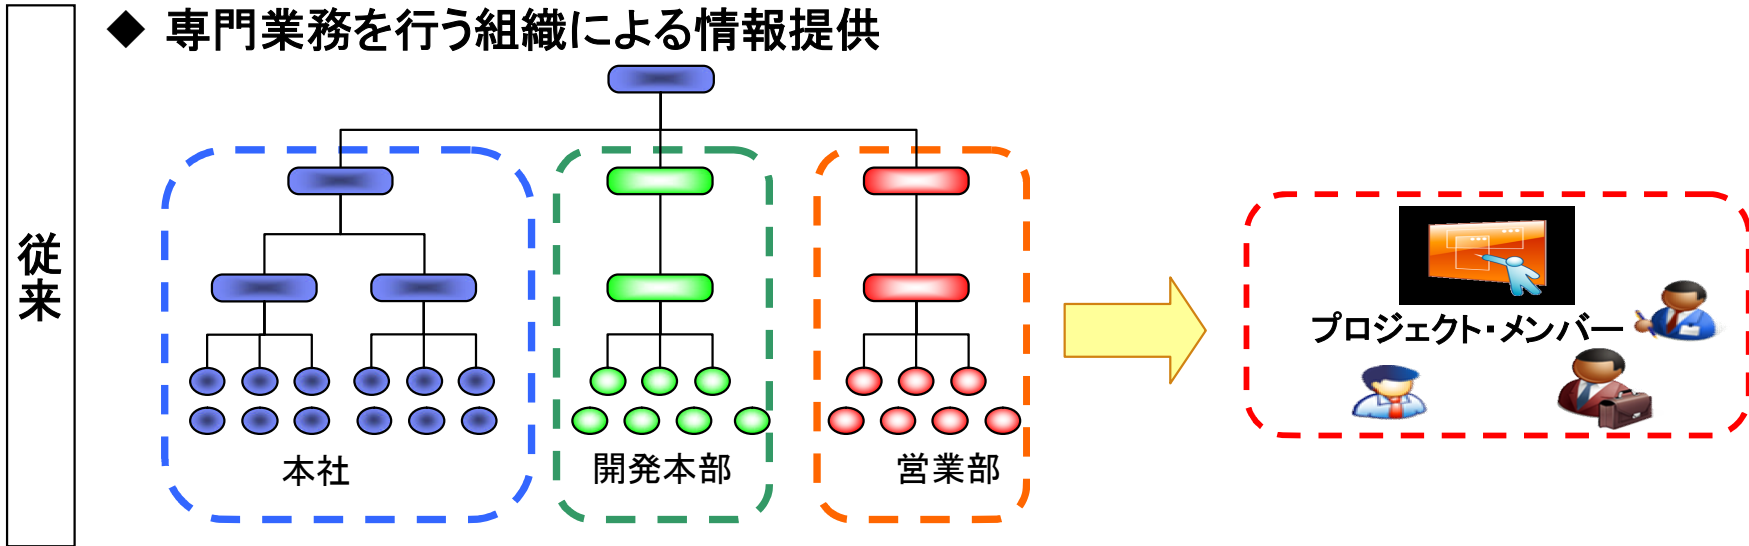 ◆ 専門業務を行う組織による情報提供
従来
プロジェクト・メンバー
本社
開発本部
営業部